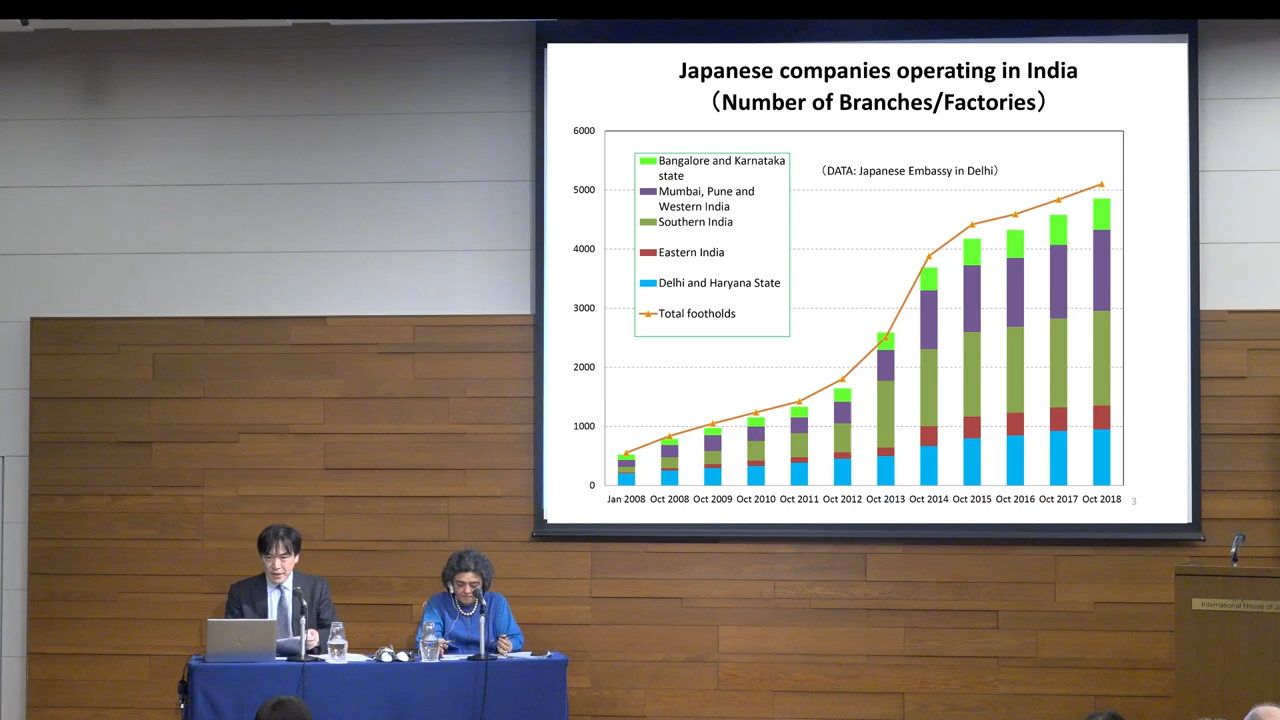 Japanese companies operating in India
（Number of Branches/Factories）
6000
5000
4000
3000
2000
1000
0
Bangalore and Karnataka
state
Mumbai, Pune and
Western India
Southern India
Eastern India
Delhi and Haryana State
Total footholds
（DATA: Japanese Embassy in Delhi）
Jan 2008 Oct 2008 Oct 2009 Oct 2010 Oct 2011 Oct 2012 Oct 2013 Oct 2014 Oct 2015 Oct 2016 Oct 2017 Oct 2018
3
International House of J